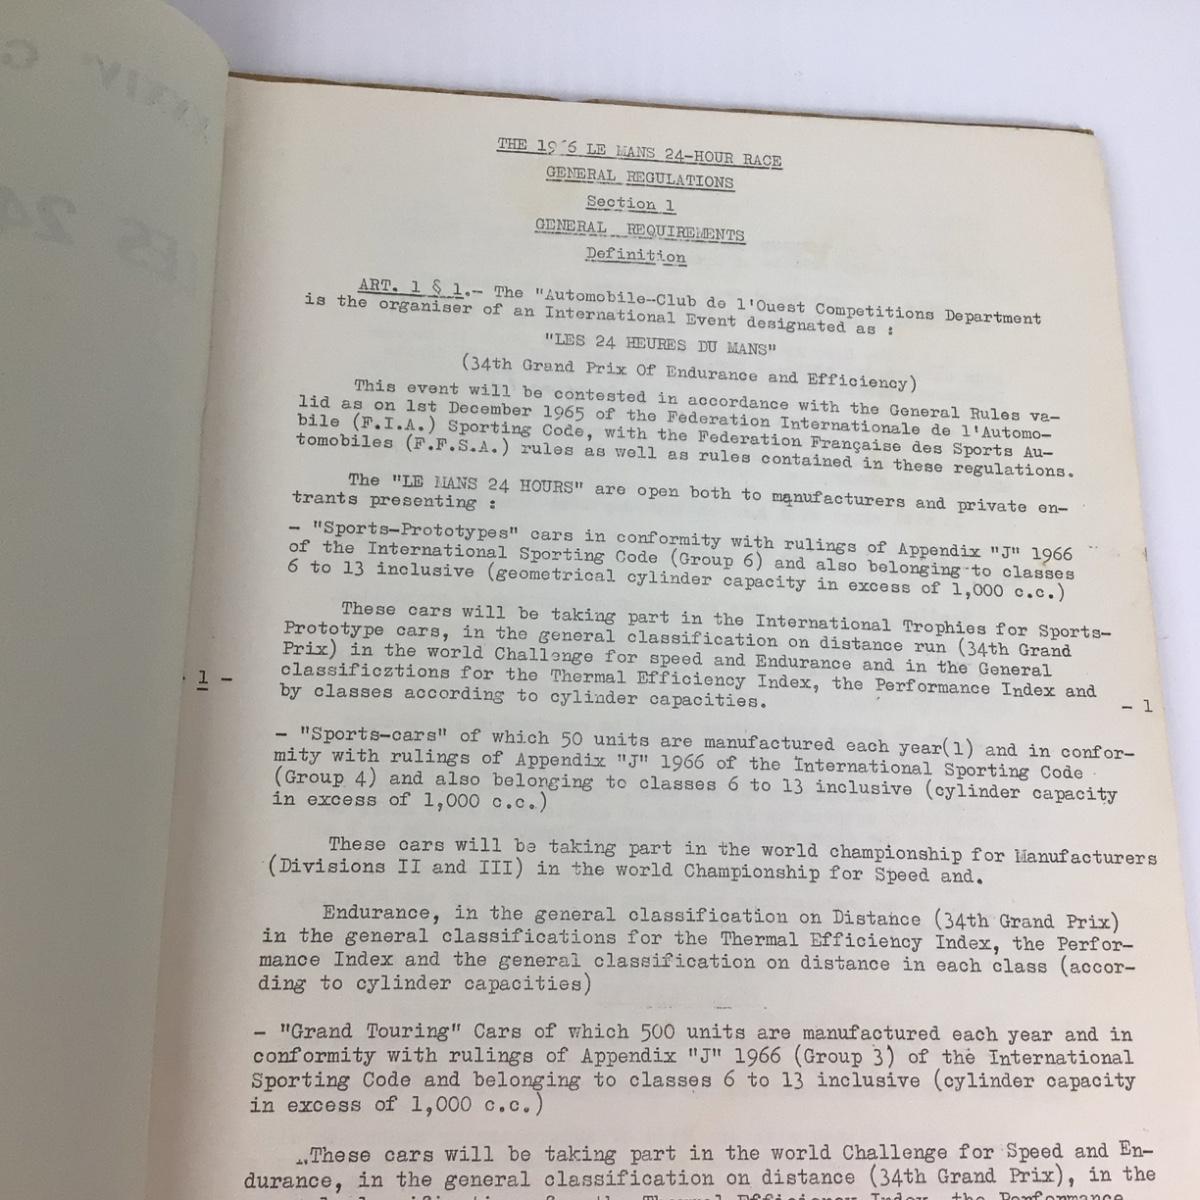 THE 19 6 LE MANS 24-HOUR RACE
GENERAL REGULATIONS
Section 1
GENERAL REQUIREMENTS
Definition
ART. 1 § 1.- The "Automobile-Club de l'Ouest Competitions Department
is the organiser of an International Event designated as :
"LES 24 HEURES DU MANS"
(34th Grand Prix Of Endurance and Efficiency)
This event will be contested in accordance with the General Rules va-
lid as on 1st December 1965 of the Federation Internationale de l'Automo-
bile (F.I.A.) Sporting Code, with the Federation Française des Sports Au-
tomobiles (F.F.S.A.) rules as well as rules contained in these regulations.
The "LE MANS 24 HOURS" are open both to manufacturers and private en-
trants presenting :
- "Sports-Prototypes" cars in conformity with rulings of Appendix "J" 1966
of the International Sporting Code (Group 6) and also belonging to classes
6 to 13 inclusive (geometrical cylinder capacity in excess of 1,000 c.c.)
These cars will be taking part in the International Trophies for Sports-
Prototype cars, in the general classification on distance run (34th Grand
Prix) in the world Challenge for speed and Endurance and in the General
classificztions for the Thermal Efficiency Index, the Performance Index and
by classes according to cylinder capacities.
1 -
- 1
- "Sports-cars" of which 50 units are manufactured each year(1) and in confor-
mity with rulings of Appendix "J" 1966 of the International Sporting Code
(Group 4) and also belonging to classes 6 to 13 inclusive (cylinder capacity
in excess of 1,000 c.c.)
These cars will be taking part in the world championship for Manufacturers
(Divisions II and III) in the world Championship for Speed and.
Endurance, in the general classification on Distance (34th Grand Prix)
in the general classifications for the Thermal Efficiency Index, the Perfor-
mance Index and the general classification on distance in each class (accor-
ding to cylinder capacities)
- "Grand Touring" Cars of which 500 units are manufactured each year and in
conformity with rulings of Appendix "J" 1966 (Group 3) of the International
Sporting Code and belonging to classes 6 to 13 inclusive (cylinder capacity
in excess of 1,000 c.c.)
These cars will be taking part in the world Challenge for Speed and En-
durance, in the general classification on distance (34th Grand Prix), in the